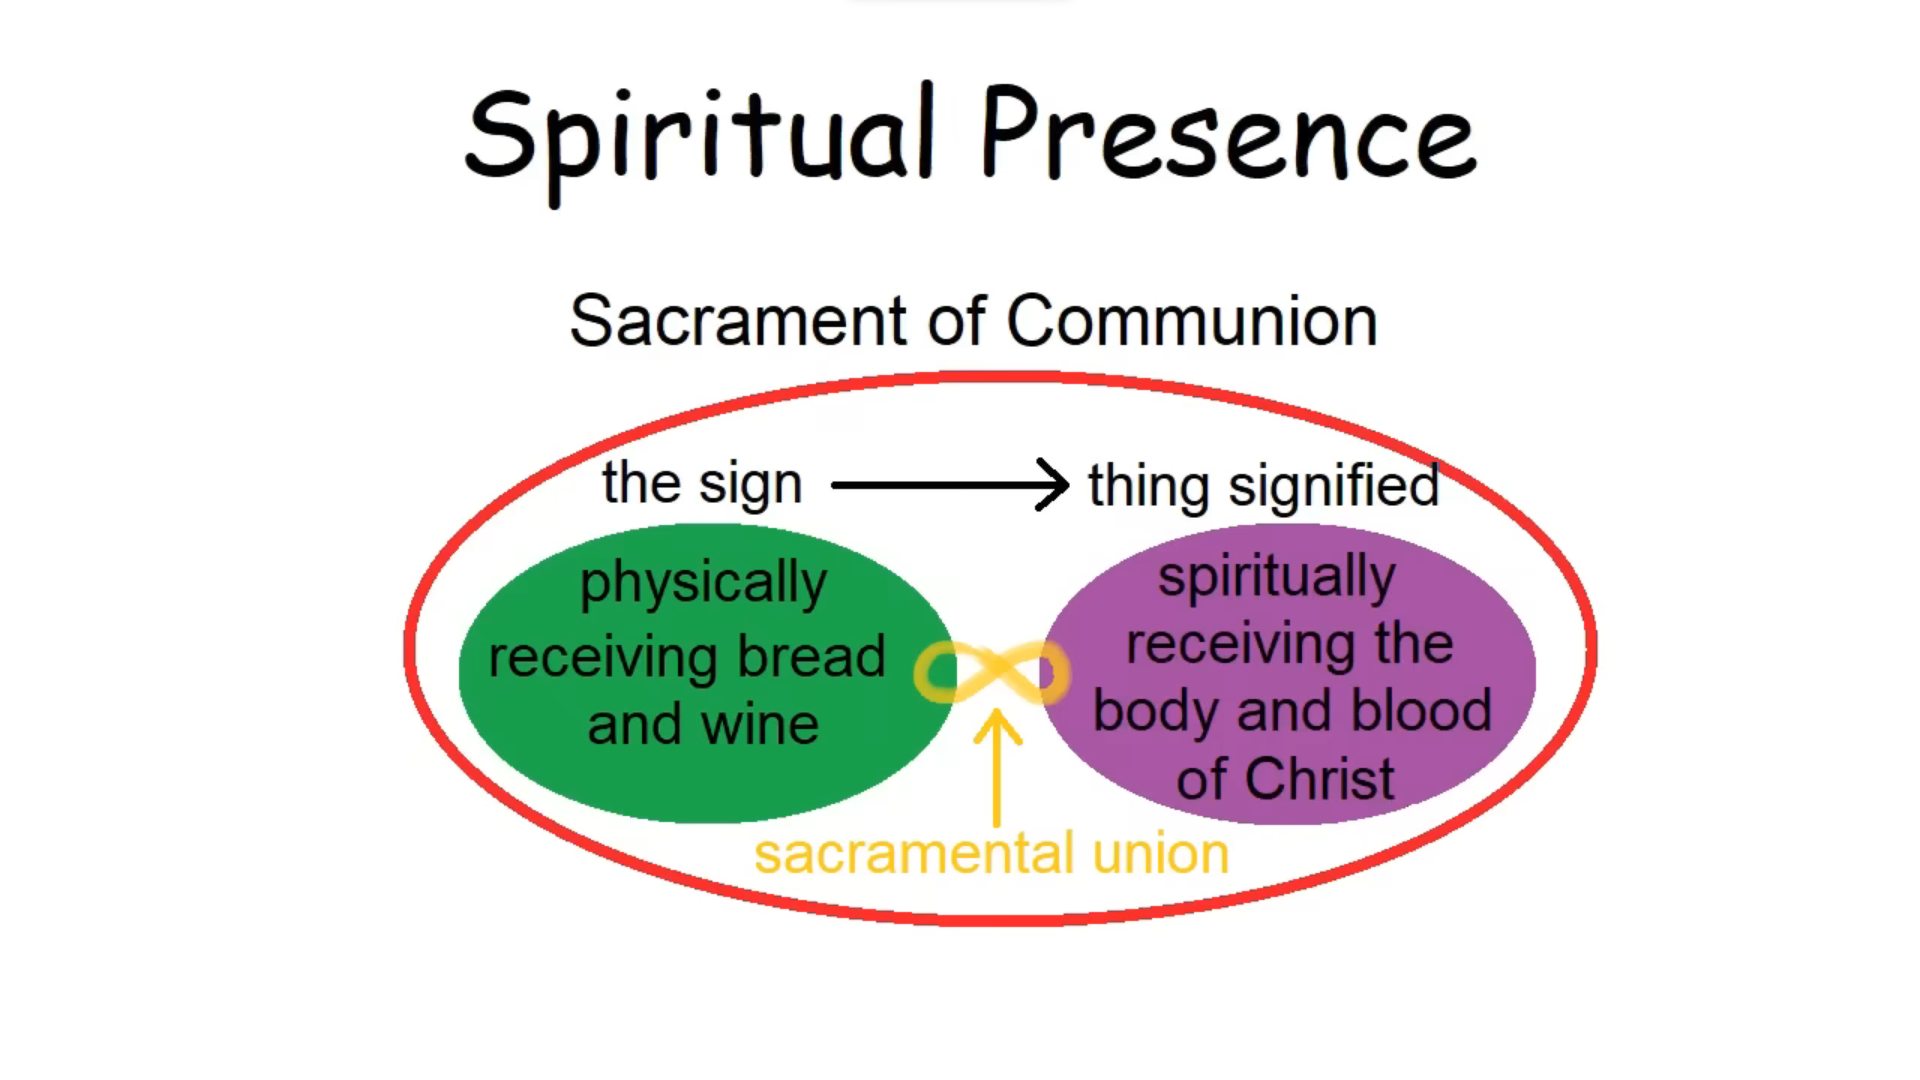 Spiritual Presence
Sacrament of Communion
the sign
thing signified
physically
receiving bread
and wine
spiritually
receiving the
body and blood
of Christ
sacramental union